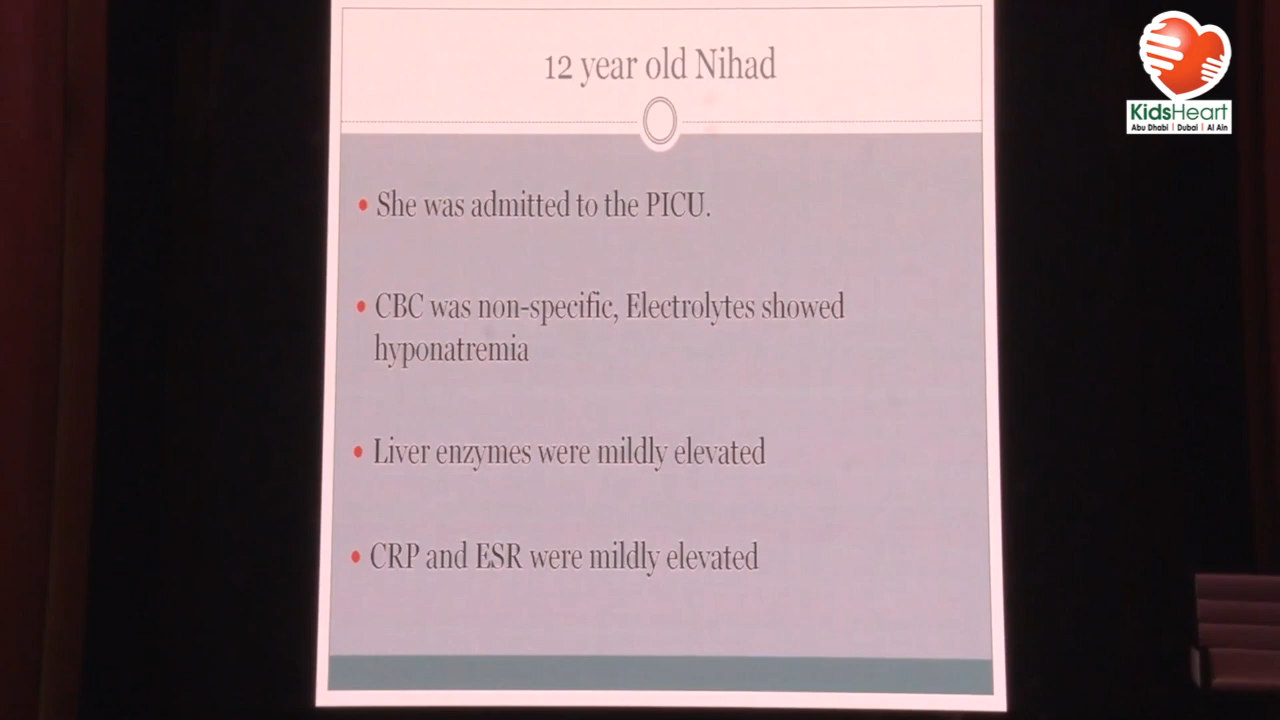 12 year old Nihad
• She was admitted to the PICU.
• CBC was non-specific, Electrolytes showed
hyponatremia
• Liver enzymes were mildly elevated
• CRP and ESR were mildly elevated
KidsHeart
Abu Dhabi | Dubai | Al Ain